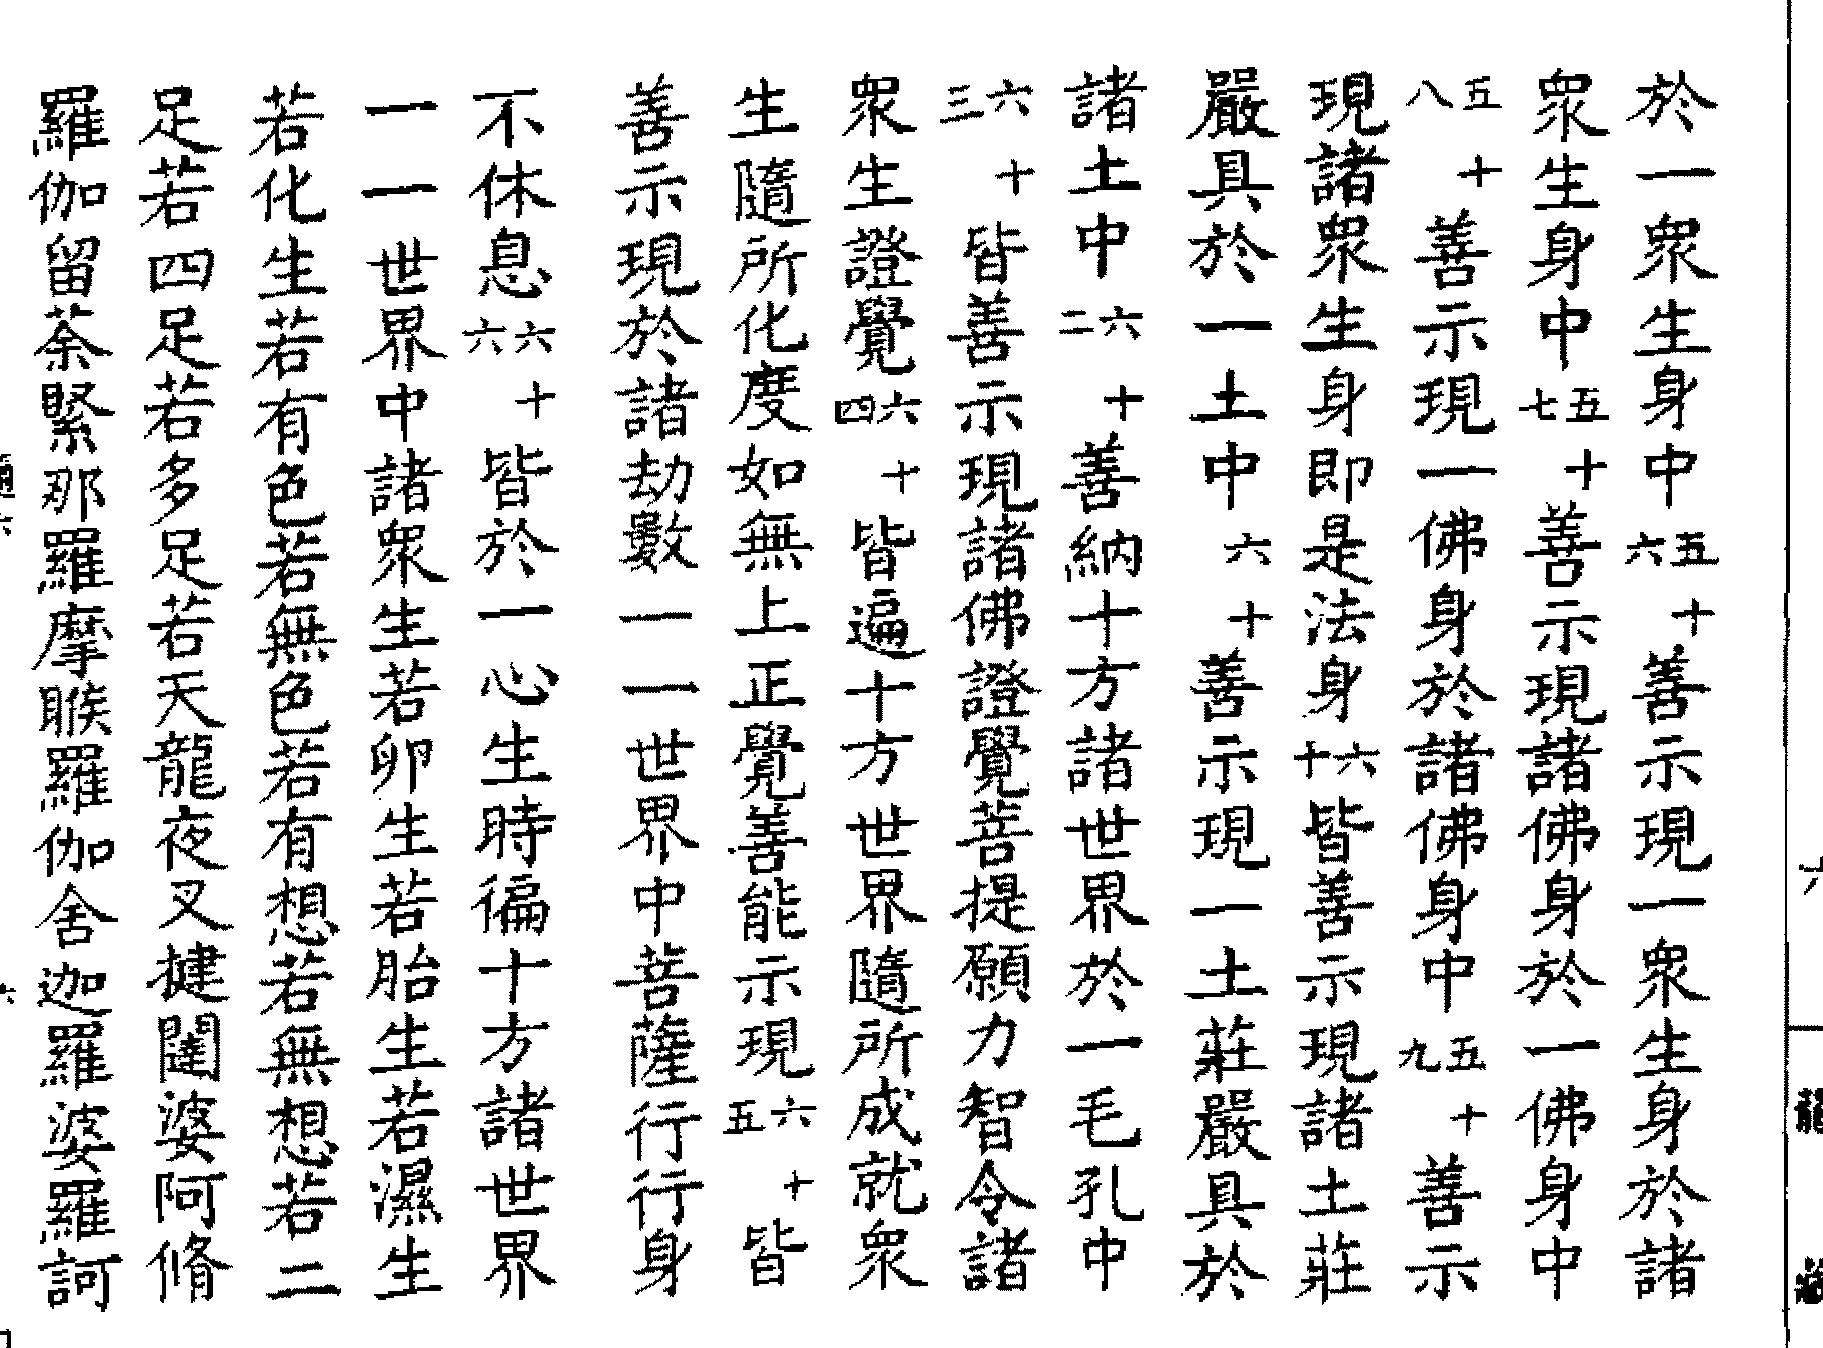 於一衆生身中五十六善示現一衆生身於諸
衆生身中五十七善示現諸佛身於一佛身中
五十八善示現一佛身於諸佛身中五十九善示
現諸衆生身即是法身六十皆善示現諸土莊
嚴具於一土中六十善示現一土莊嚴具於
諸土中六十二善納十方諸世界於一毛孔中
六十三皆善示現諸佛證覺菩提願力智令諸
衆生證覺六十四皆遍十方世界隨所成就衆
生隨所化度如無上正覺善能示現六十五皆
善示現於諸劫數一一世界中菩薩行行身
不休息六十六皆於一心生時徧十方諸世界
一一世界中諸衆生若卵生若胎生若濕生
若化生若有色若無色若有想若無想若二
足若四足若多足若天龍夜叉揵闥婆阿脩
羅伽留荼緊那羅摩睺羅伽舍迦羅婆羅訶